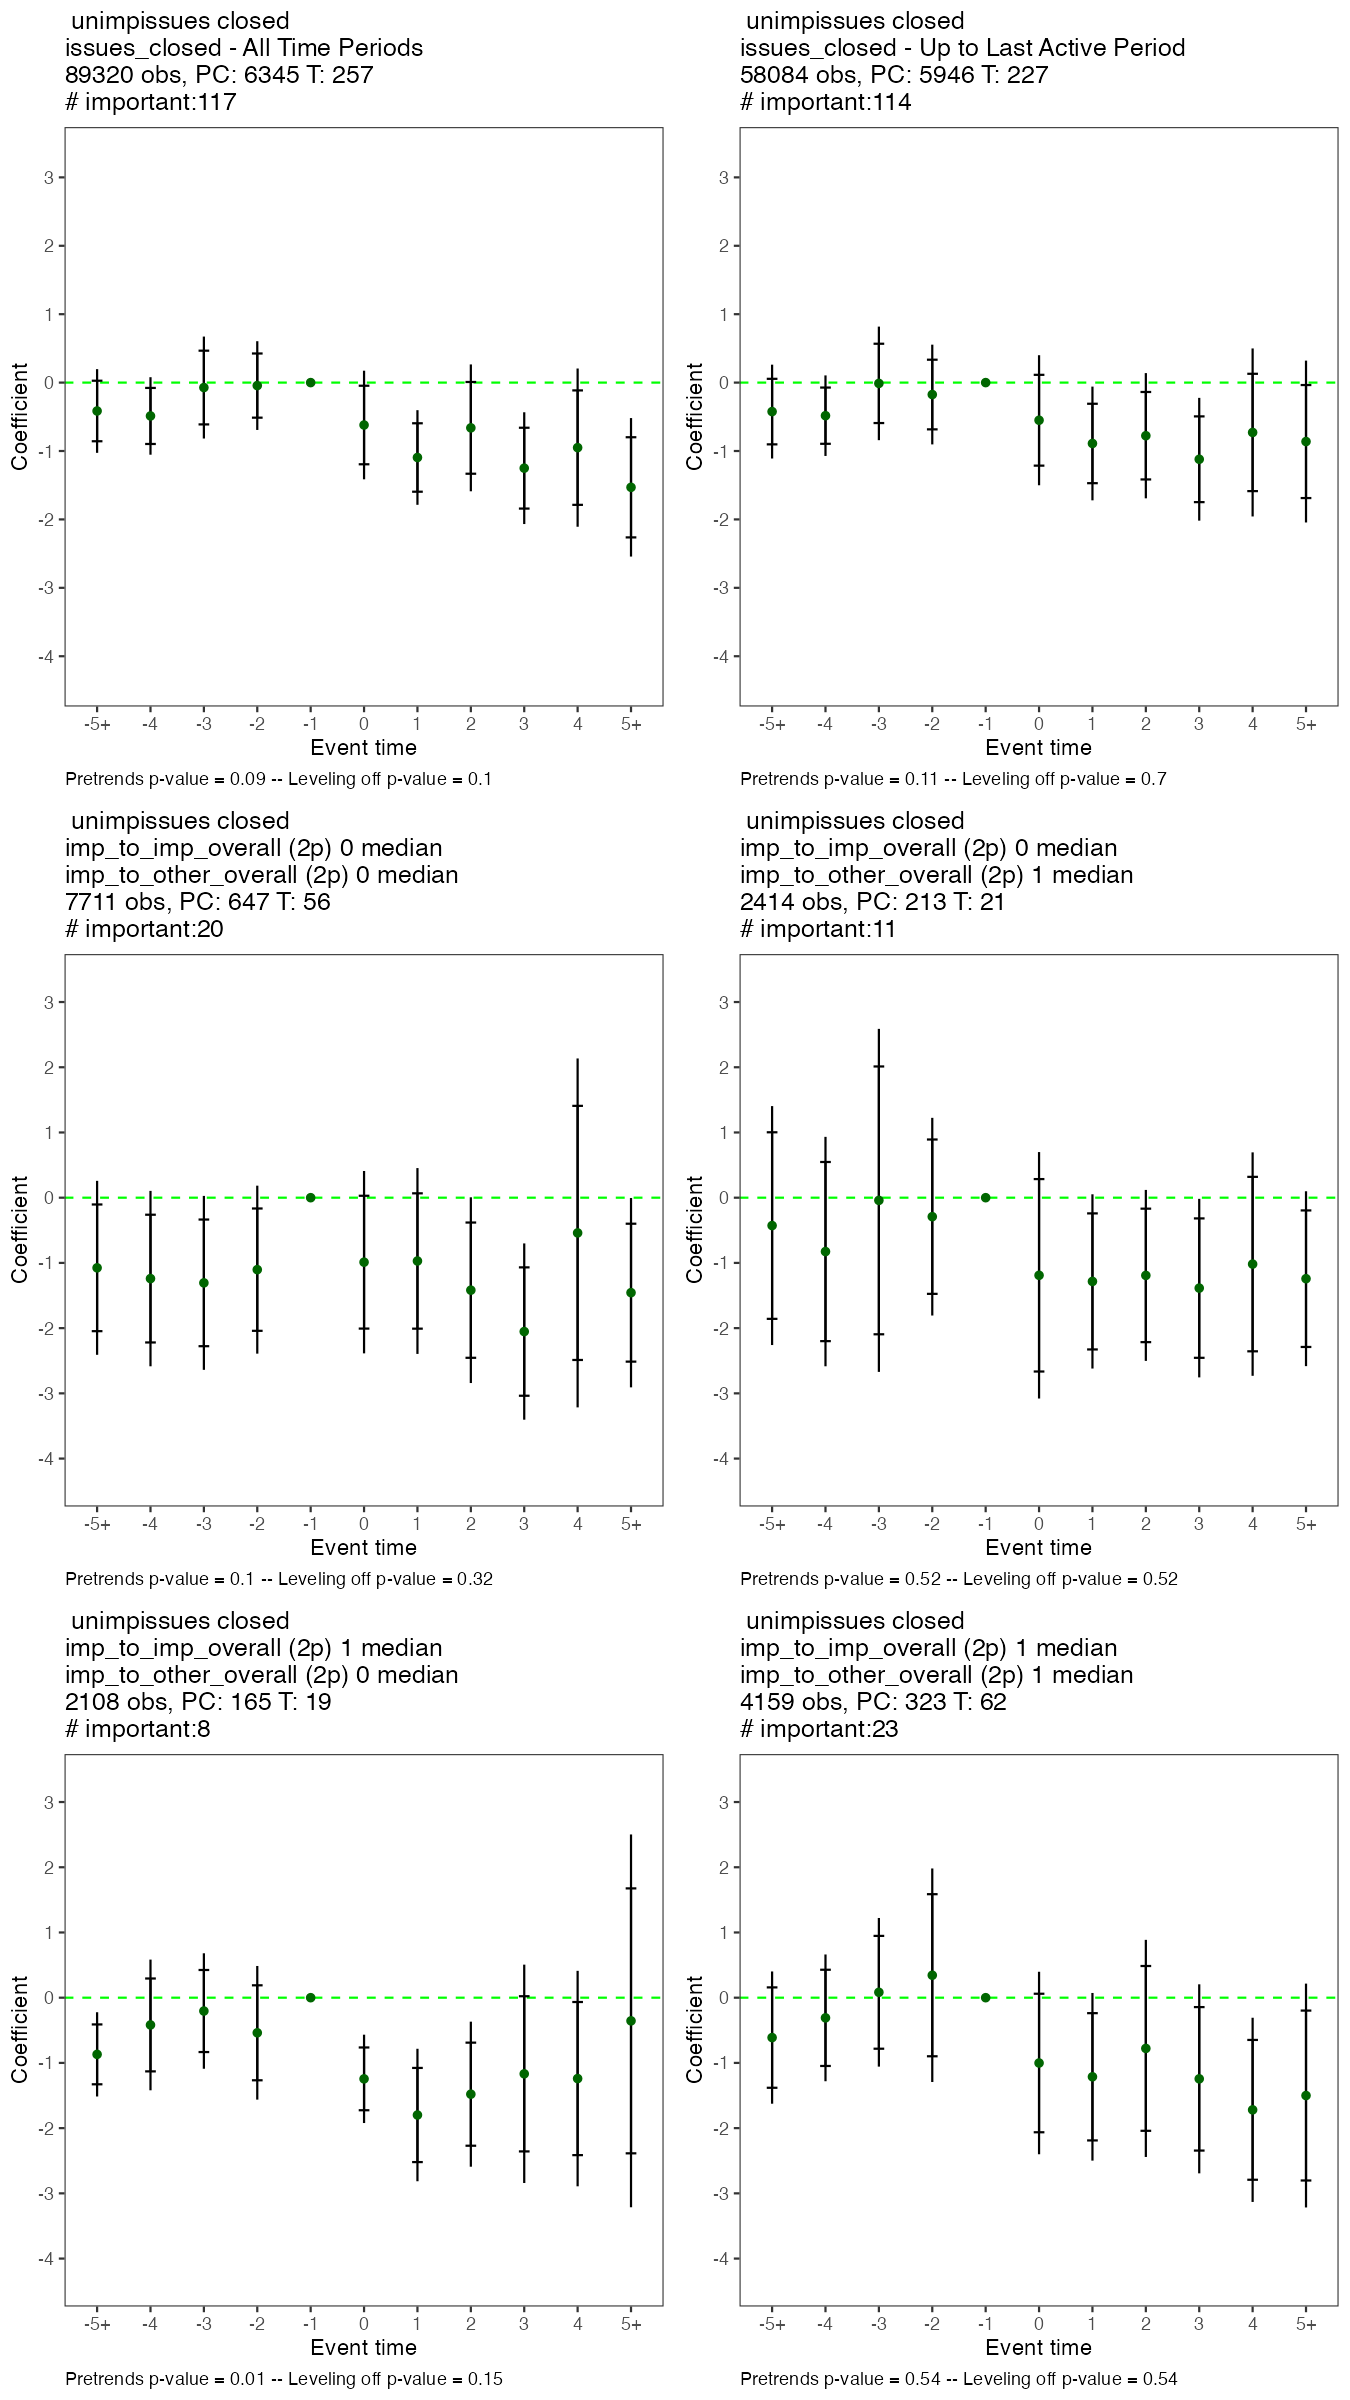 unimpissues closed
issues_closed - All Time Periods
89320 obs, PC: 6345 T: 257
# important:117
3
2
1
0
-1
-2
-3
-4
Coefficient
-5+ -4 -3 -2 -1 0 1 2 3 4 5+
Event time
Pretrends p-value = 0.09 -- Leveling off p-value = 0.1
unimpissues closed
issues_closed - Up to Last Active Period
58084 obs, PC: 5946 T: 227
# important:114
3
2
1
0
-1
-2
-3
-4
Coefficient
-5+ -4 -3 -2 -1 0 1 2 3 4 5+
Event time
Pretrends p-value = 0.11 -- Leveling off p-value = 0.7
unimpissues closed
imp_to_imp_overall (2p) 0 median
imp_to_other_overall (2p) 0 median
7711 obs, PC: 647 T: 56
# important:20
3
2
1
0
-1
-2
-3
-4
Coefficient
-5+ -4 -3 -2 -1 0 1 2 3 4 5+
Event time
Pretrends p-value = 0.1 -- Leveling off p-value = 0.32
unimpissues closed
imp_to_imp_overall (2p) 0 median
imp_to_other_overall (2p) 1 median
2414 obs, PC: 213 T: 21
# important:11
3
2
1
0
-1
-2
-3
-4
Coefficient
-5+ -4 -3 -2 -1 0 1 2 3 4 5+
Event time
Pretrends p-value = 0.52 -- Leveling off p-value = 0.52
unimpissues closed
imp_to_imp_overall (2p) 1 median
imp_to_other_overall (2p) 0 median
2108 obs, PC: 165 T: 19
# important:8
3
2
1
0
-1
-2
-3
-4
Coefficient
-5+ -4 -3 -2 -1 0 1 2 3 4 5+
Event time
Pretrends p-value = 0.01 -- Leveling off p-value = 0.15
unimpissues closed
imp_to_imp_overall (2p) 1 median
imp_to_other_overall (2p) 1 median
4159 obs, PC: 323 T: 62
# important:23
3
2
1
0
-1
-2
-3
-4
Coefficient
-5+ -4 -3 -2 -1 0 1 2 3 4 5+
Event time
Pretrends p-value = 0.54 -- Leveling off p-value = 0.54